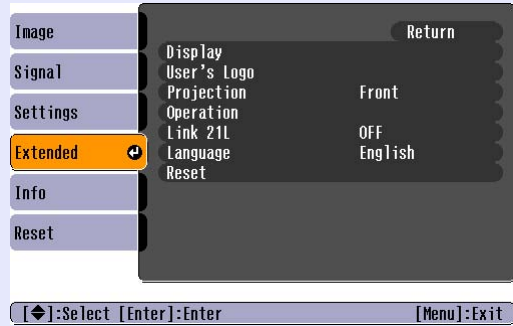 Image
Signal
Settings
Extended
Info
Reset
Return
Display
User's Logo
Projection Front
Operation
Link 21L OFF
Language English
Reset
[◆]:Select [Enter]:Enter [Menu]:Exit